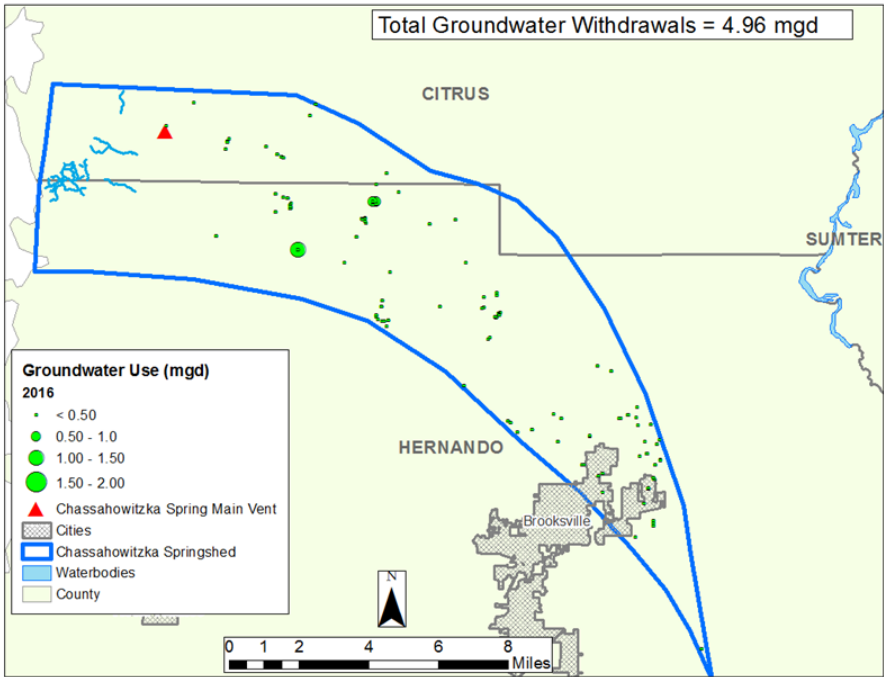 Total Groundwater Withdrawals = 4.96 mgd
CITRUS
SUMTER
HERNANDO
Brooksville
Groundwater Use (mgd)
2016
< 0.50
0.50 - 1.0
1.00 - 1.50
1.50 - 2.00
Chassahowitzka Spring Main Vent
Cities
Chassahowitzka Springshed
Waterbodies
County
N
0 1 2 4 6 8
Miles